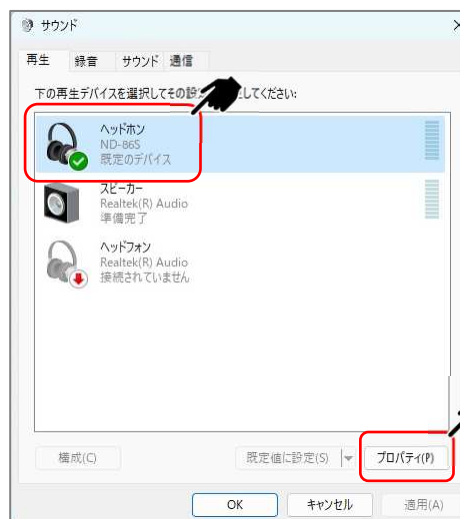 サウンド
再生 録音 サウンド 通信
下の再生デバイスを選択してその設してください:
ヘッドホン
ND-86S
既定のデバイス
スピーカー
Realtek(R) Audio
準備完了
ヘッドフォン
Realtek(R) Audio
接続されていません
構成(C) 既定値に設定(S) プロパティ(P)
OK キャンセル 適用(A)